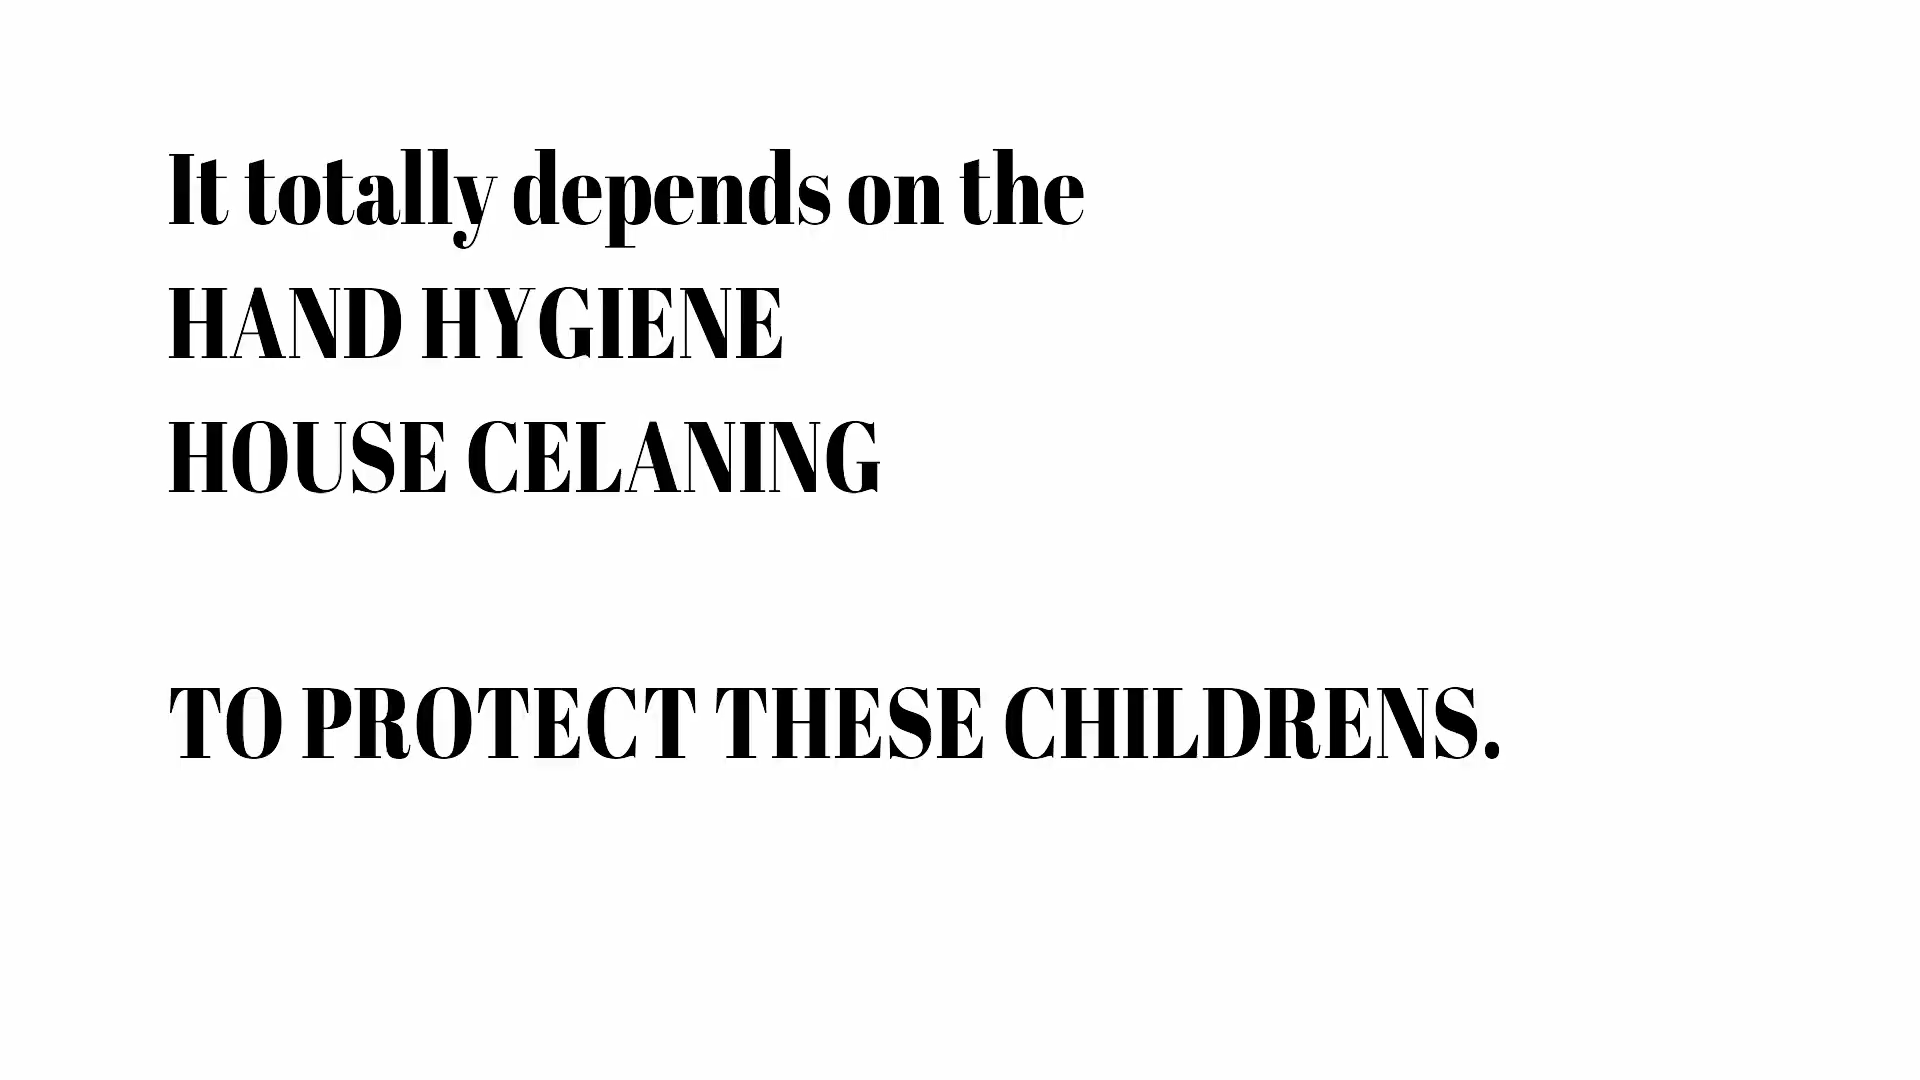 It totally depends on the
HAND HYGIENE
HOUSE CELANING
TO PROTECT THESE CHILDRENS.